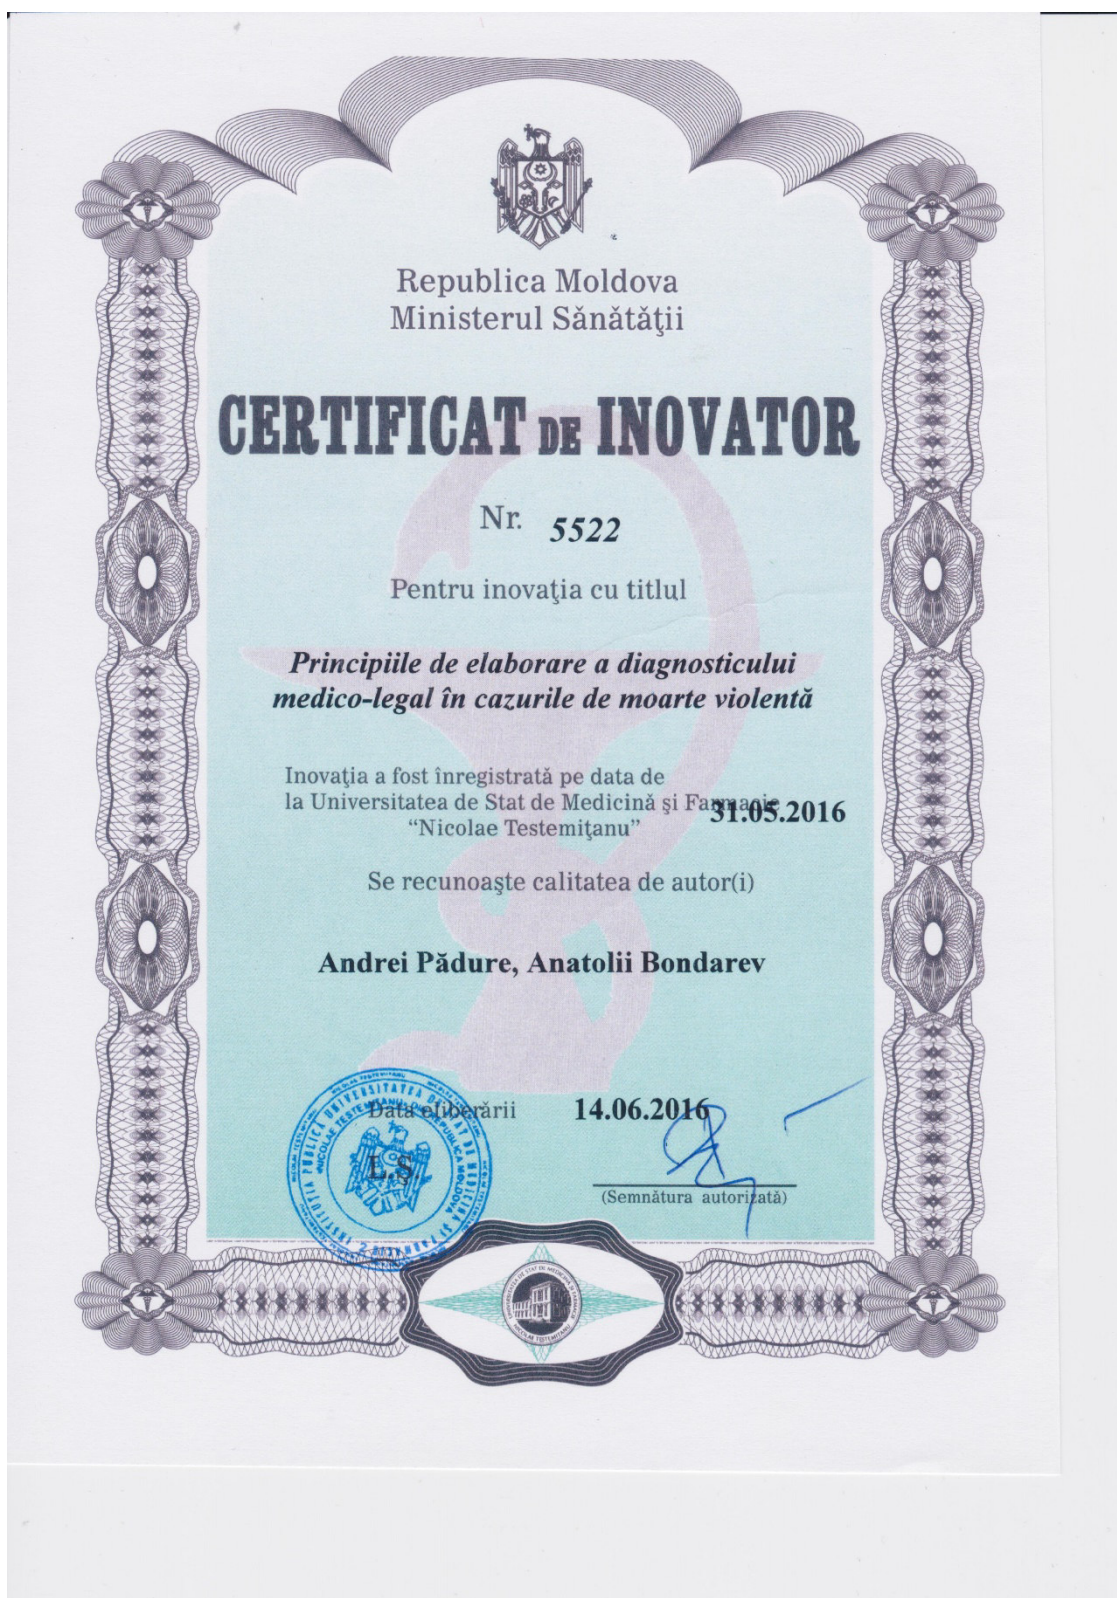 Republica Moldova
Ministerul Sănătăţii
CERTIFICAT DE INOVATOR
Nr. 5522
Pentru inovaţia cu titlul
Principiile de elaborare a diagnosticului
medico-legal în cazurile de moarte violentă
Inovaţia a fost înregistrată pe data de
la Universitatea de Stat de Medicină şi Farmacie 31.05.2016
“Nicolae Testemiţanu”
Se recunoaşte calitatea de autor(i)
Andrei Pădure, Anatolii Bondarev
Data eliberării 14.06.2016
L.Ş.
(Semnătura autorizată)